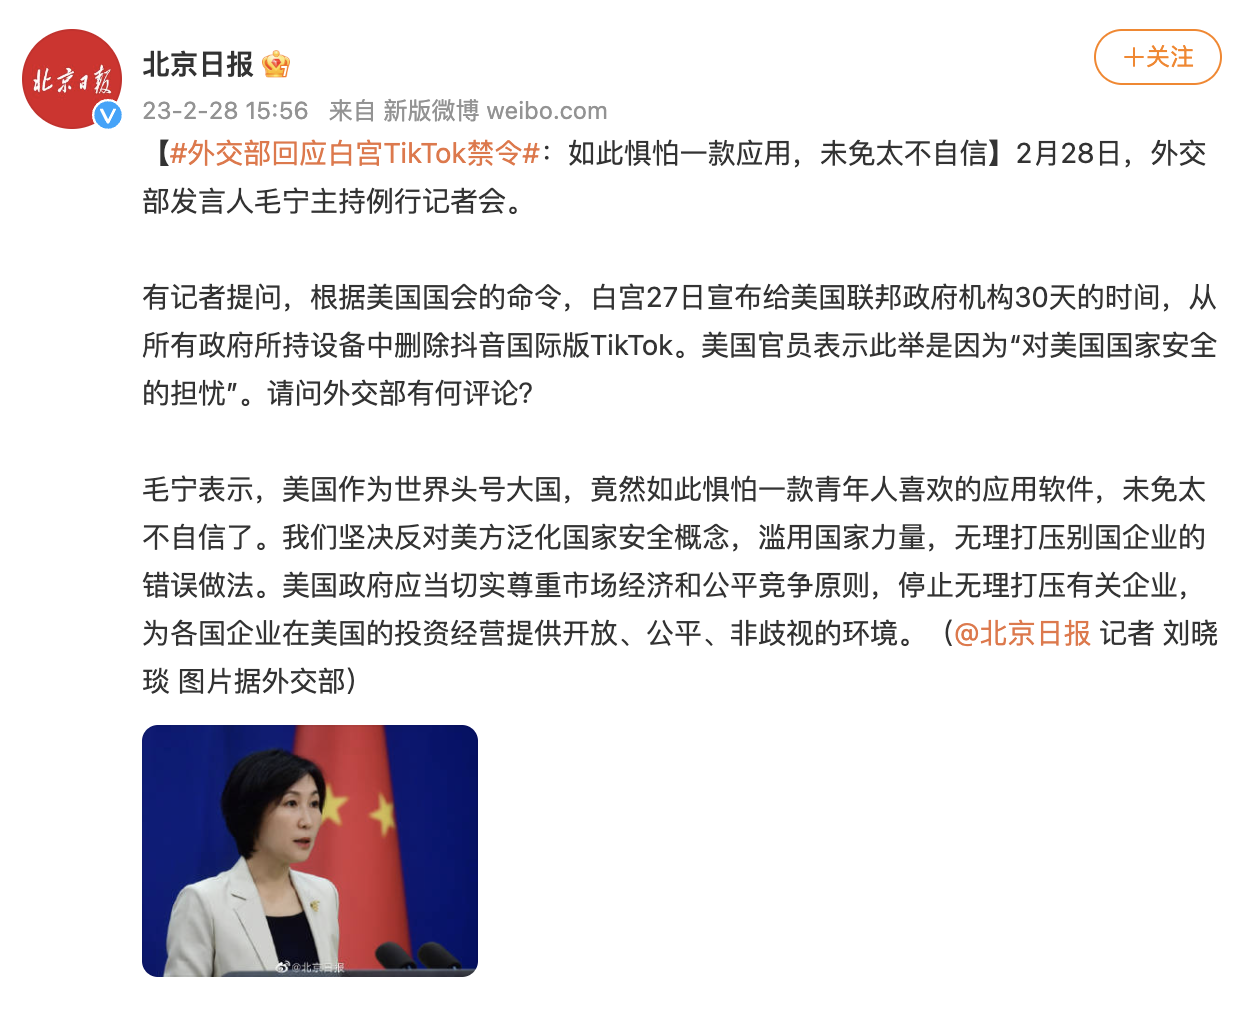 北京日报
北京日报
+关注
23-2-28 15:56 来自 新版微博 weibo.com
【#外交部回应白宫TikTok禁令#：如此惧怕一款应用，未免太不自信】2月28日，外交
部发言人毛宁主持例行记者会。
有记者提问，根据美国国会的命令，白宫27日宣布给美国联邦政府机构30天的时间，从
所有政府所持设备中删除抖音国际版TikTok。美国官员表示此举是因为“对美国国家安全
的担忧”。请问外交部有何评论?
毛宁表示，美国作为世界头号大国，竟然如此惧怕一款青年人喜欢的应用软件，未免太
不自信了。我们坚决反对美方泛化国家安全概念，滥用国家力量，无理打压别国企业的
错误做法。美国政府应当切实尊重市场经济和公平竞争原则，停止无理打压有关企业，
为各国企业在美国的投资经营提供开放、公平、非歧视的环境。（@北京日报 记者 刘晓
琰 图片据外交部）
@北京日报